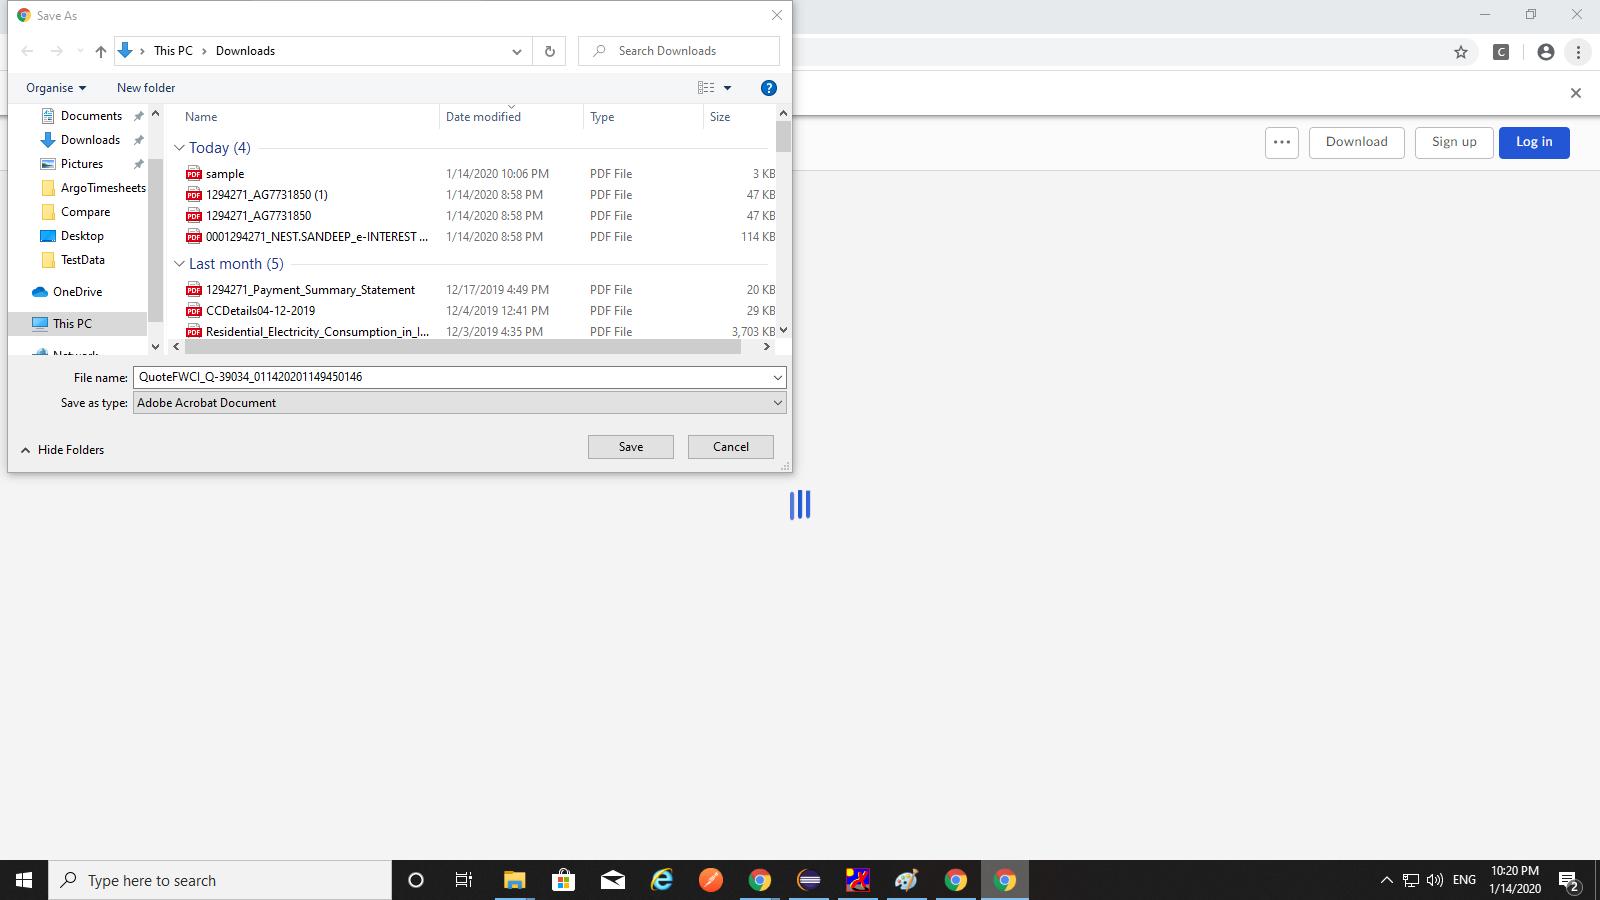 Save As
This PC > Downloads
Search Downloads
Organise
New folder
?
Documents
Downloads
Pictures
ArgoTimesheets
Compare
Desktop
TestData
OneDrive
This PC
Network
Name Date modified Type Size
Today (4)
sample 1/14/2020 10:06 PM PDF File 3 KB
1294271_AG7731850 (1) 1/14/2020 8:58 PM PDF File 47 KB
1294271_AG7731850 1/14/2020 8:58 PM PDF File 47 KB
0001294271_NEST.SANDEEP_e-INTEREST ... 1/14/2020 8:58 PM PDF File 114 KB
Last month (5)
1294271_Payment_Summary_Statement 12/17/2019 4:49 PM PDF File 20 KB
CCDetails04-12-2019 12/4/2019 12:41 PM PDF File 29 KB
Residential_Electricity_Consumption_in_I... 12/3/2019 4:35 PM PDF File 3,703 KB
File name: QuoteFWCI_Q-39034_011420201149450146
Save as type: Adobe Acrobat Document
Hide Folders
Save
Cancel
C
... Download Sign up Log in
Type here to search
ENG
10:20 PM
1/14/2020
2